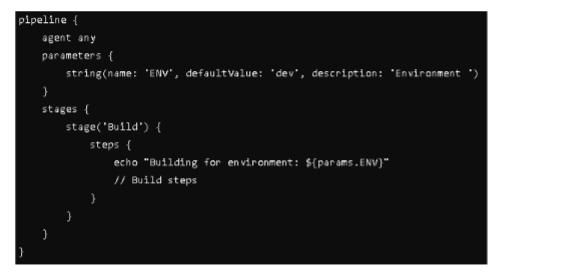 pipeline {
agent any
parameters {
string(name: 'ENV', defaultValue: 'dev', description: 'Environment ')
}
stages {
stage('Build') {
steps {
echo "Building for environment: ${params.ENV}"
// Build steps
}
}
}
}